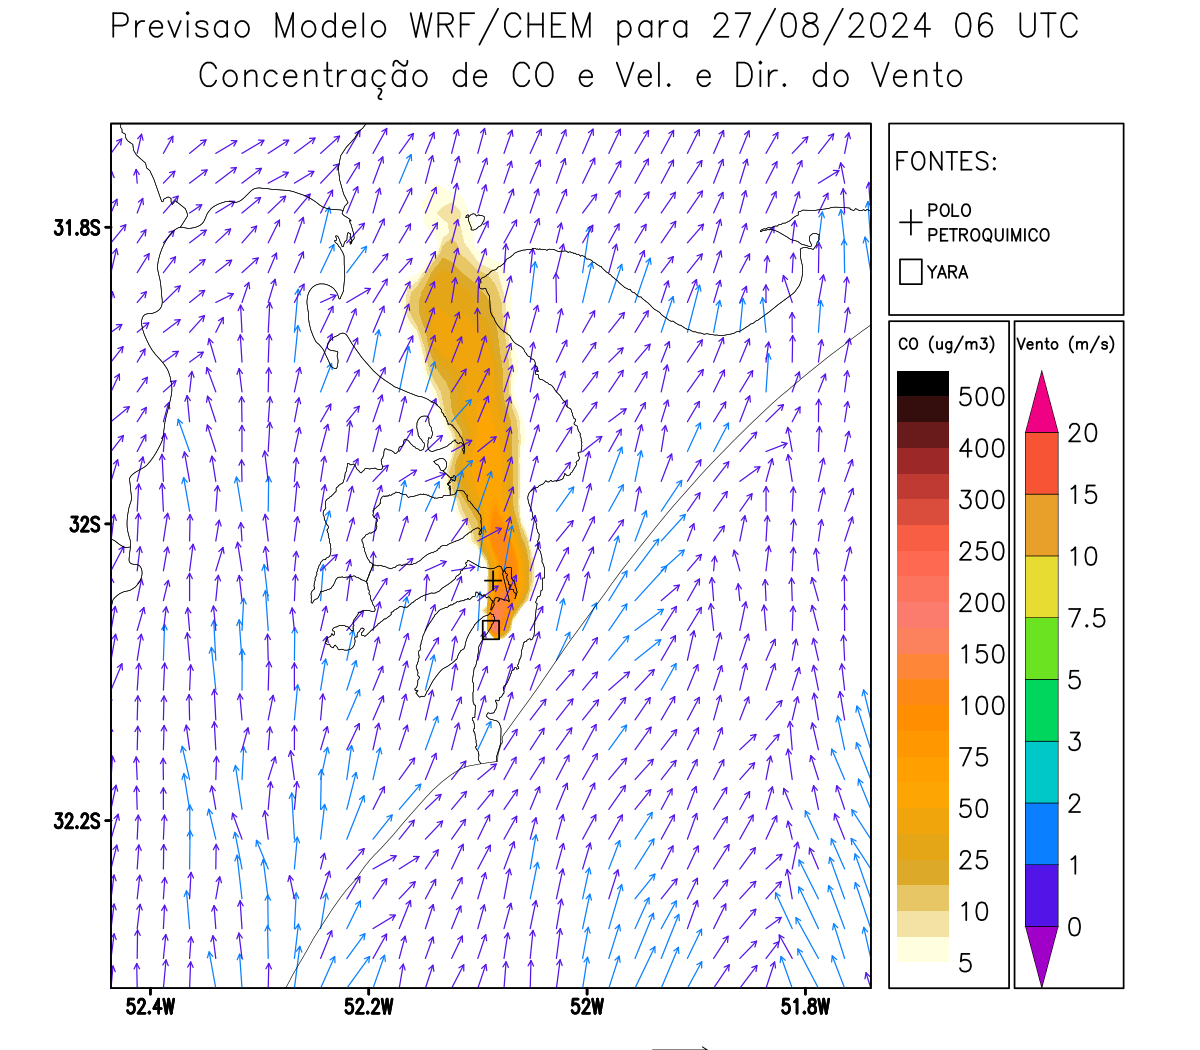 Previsao Modelo WRF/CHEM para 27/08/2024 06 UTC
Concentração de CO e Vel. e Dir. do Vento
FONTES:
POLO
PETROQUIMICO
YARA
31.8S
32S
32.2S
52.4W
52.2W
52W
51.8W
CO (ug/m3)
500
400
300
250
200
150
100
75
50
25
10
5
Vento (m/s)
20
15
10
7.5
5
3
2
1
0